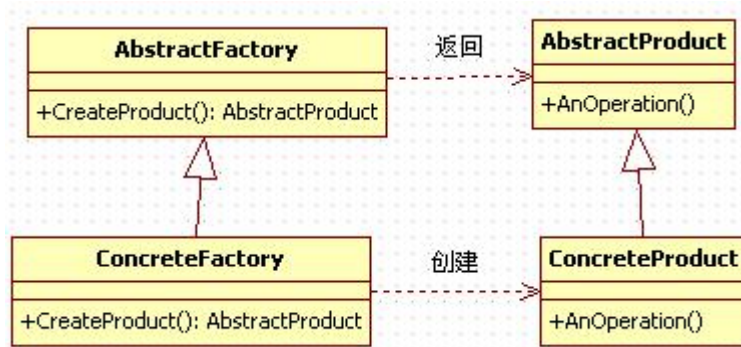 AbstractFactory
+CreateProduct(): AbstractProduct
返回
AbstractProduct
+AnOperation()
ConcreteFactory
+CreateProduct(): AbstractProduct
创建
ConcreteProduct
+AnOperation()